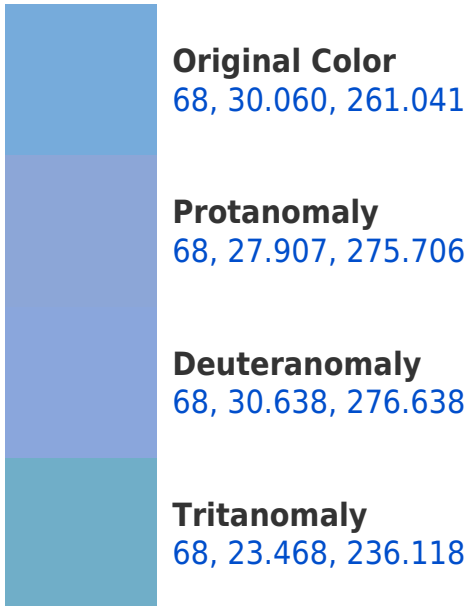 Original Color
68, 30.060, 261.041
Protanomaly
68, 27.907, 275.706
Deuteranomaly
68, 30.638, 276.638
Tritanomaly
68, 23.468, 236.118